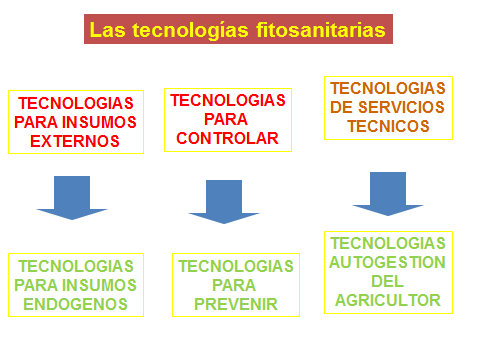 Las tecnologías fitosanitarias
TECNOLOGIAS
PARA INSUMOS
EXTERNOS
TECNOLOGIAS
PARA
CONTROLAR
TECNOLOGIAS
DE SERVICIOS
TECNICOS
TECNOLOGIAS
PARA INSUMOS
ENDOGENOS
TECNOLOGIAS
PARA
PREVENIR
TECNOLOGIAS
AUTOGESTION
DEL
AGRICULTOR